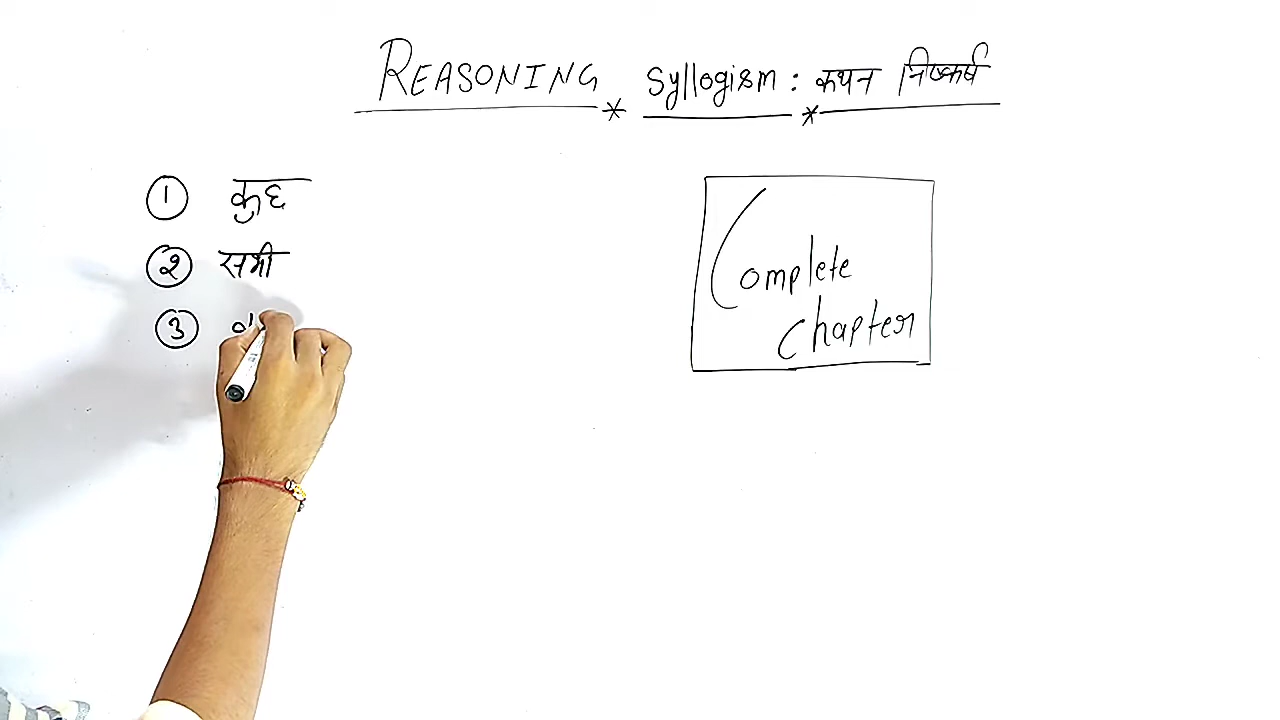 REASONING Syllogism : कथन निष्कर्ष
① कुछ
② सभी
③
Complete
Chapter